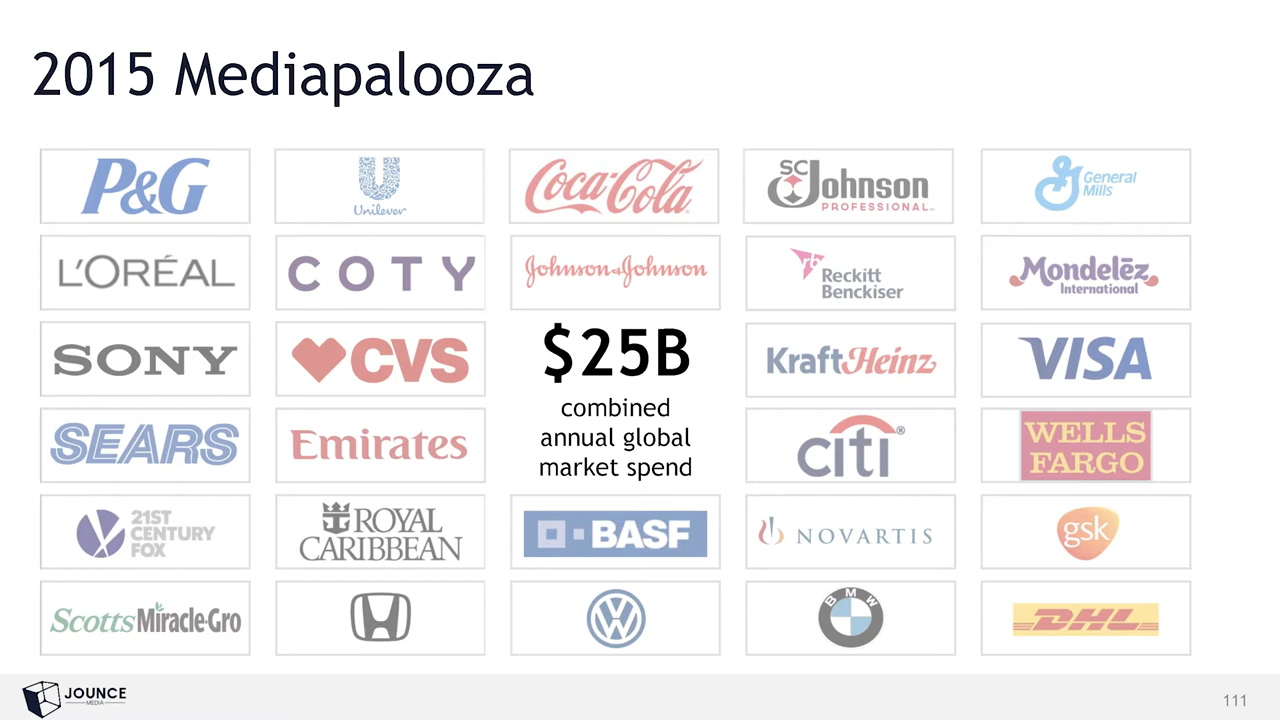 2015 Mediapalooza
P&G
Unilever
Coca-Cola
SC Johnson
PROFESSIONAL
General
Mills
L'ORÉAL
COTY
Johnson & Johnson
rb
Reckitt
Benckiser
Mondelēz
International
SONY
CVS
$25B
combined
annual global
market spend
KraftHeinz
VISA
SEARS
Emirates
citi®
WELLS
FARGO
21ST
CENTURY
FOX
ROYAL
CARIBBEAN
BASF
NOVARTIS
gsk
ScottsMiracle-Gro
VW
BMW
DHL
JOUNCE
MEDIA
111